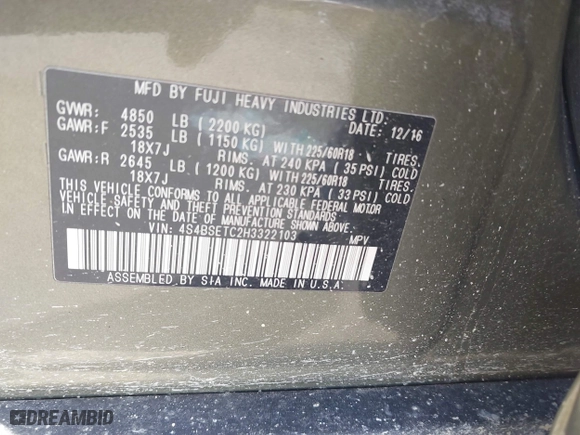 MFD BY FUJI HEAVY INDUSTRIES LTD.
GVWR: 4850 LB (2200 KG) DATE: 12/16
GAWR:F 2535 LB (1150 KG) WITH 225/60R18 TIRES.
18X7J RIMS. AT 240 KPA (35 PSI) COLD
GAWR:R 2645 LB (1200 KG) WITH 225/60R18 TIRES.
18X7J RIMS. AT 230 KPA (33 PSI) COLD
THIS VEHICLE CONFORMS TO ALL APPLICABLE FEDERAL MOTOR
VEHICLE SAFETY AND THEFT PREVENTION STANDARDS
IN EFFECT ON THE DATE OF MANUFACTURE SHOWN ABOVE.
VIN: 4S4BSETC2H3322103 MPV
ASSEMBLED BY SIA INC. MADE IN U.S.A.
DREAMBID